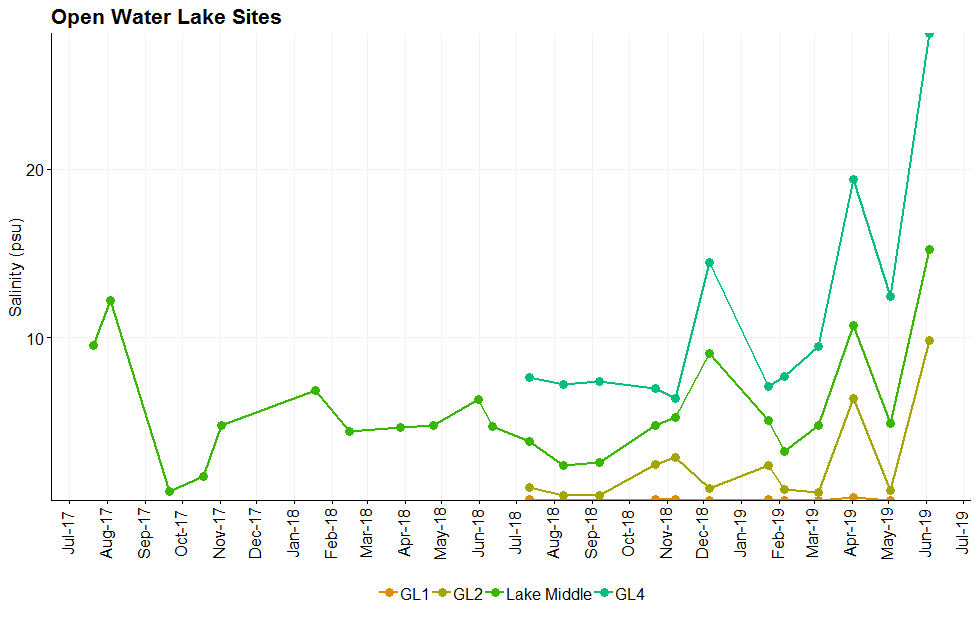 Open Water Lake Sites
Salinity (psu)
20
10
Jul-17 Aug-17 Sep-17 Oct-17 Nov-17 Dec-17 Jan-18 Feb-18 Mar-18 Apr-18 May-18 Jun-18 Jul-18 Aug-18 Sep-18 Oct-18 Nov-18 Dec-18 Jan-19 Feb-19 Mar-19 Apr-19 May-19 Jun-19 Jul-19
GL1 GL2 Lake Middle GL4